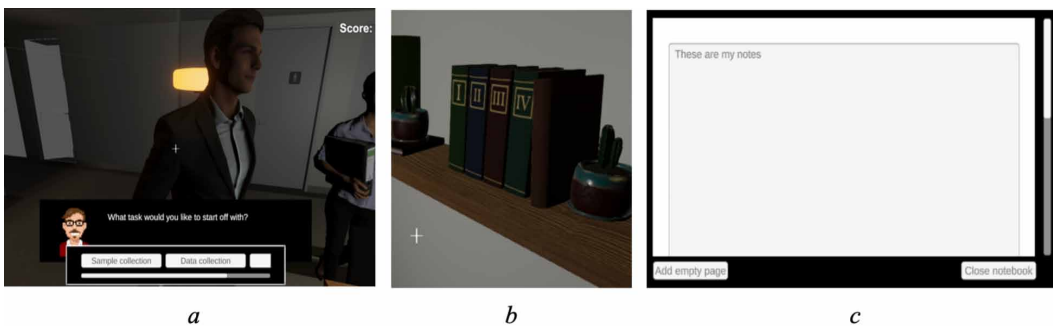 Score:
What task would you like to start off with?
Sample collection
Data collection
I
II
III
IV
These are my notes
Add empty page
Close notebook
a
b
c